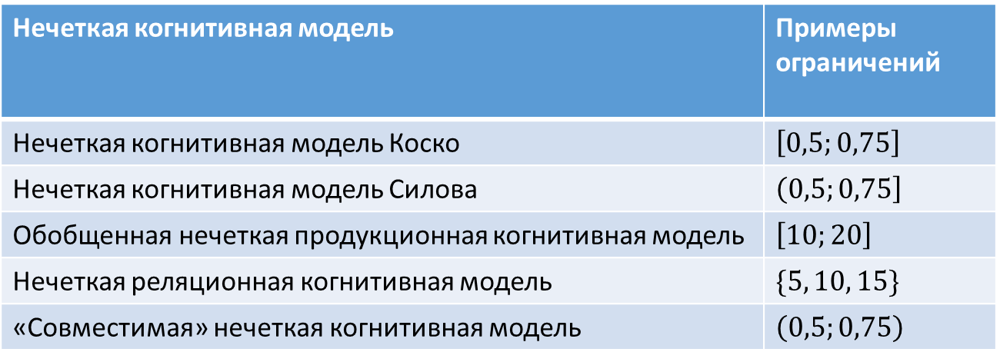 Нечеткая когнитивная модель
Примеры
ограничений
Нечеткая когнитивная модель Коско
[0,5; 0,75]
Нечеткая когнитивная модель Силова
(0,5; 0,75]
Обобщенная нечеткая продукционная когнитивная модель
[10; 20]
Нечеткая реляционная когнитивная модель
{5, 10, 15}
«Совместимая» нечеткая когнитивная модель
(0,5; 0,75)